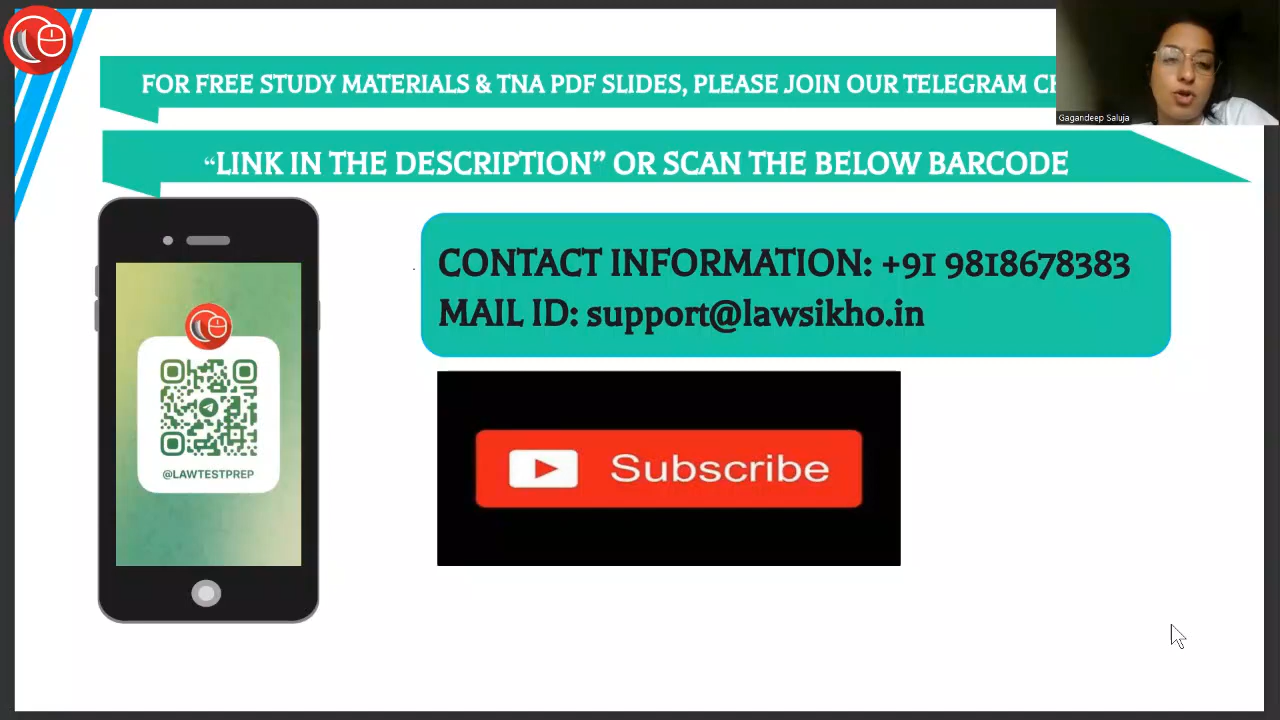 FOR FREE STUDY MATERIALS & TNA PDF SLIDES, PLEASE JOIN OUR TELEGRAM
Gagandeep Saluja
“LINK IN THE DESCRIPTION” OR SCAN THE BELOW BARCODE
CONTACT INFORMATION: +91 9818678383
MAIL ID: support@lawsikho.in
Subscribe
@LAWTESTPREP